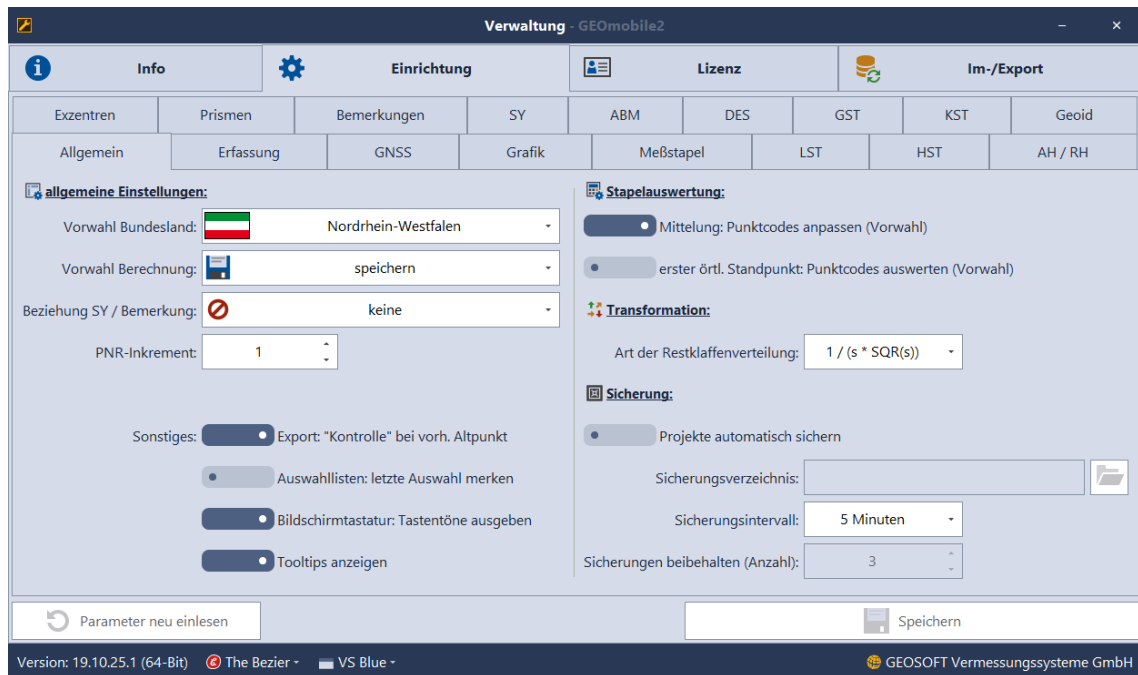 Verwaltung - GEOmobile2
Info
Einrichtung
Lizenz
Im-/Export
Exzentren
Prismen
Bemerkungen
SY
ABM
DES
GST
KST
Geoid
Allgemein
Erfassung
GNSS
Grafik
Meßstapel
LST
HST
AH / RH
allgemeine Einstellungen:
Vorwahl Bundesland: Nordrhein-Westfalen
Vorwahl Berechnung: speichern
Beziehung SY / Bemerkung: keine
PNR-Inkrement: 1
Sonstiges: Export: "Kontrolle" bei vorh. Altpunkt
Auswahllisten: letzte Auswahl merken
Bildschirmtastatur: Tastentöne ausgeben
Tooltips anzeigen
Stapelauswertung:
Mittelung: Punktcodes anpassen (Vorwahl)
erster örtl. Standpunkt: Punktcodes auswerten (Vorwahl)
Transformation:
Art der Restklaffenverteilung: 1 / (s * SQR(s))
Sicherung:
Projekte automatisch sichern
Sicherungsverzeichnis:
Sicherungsintervall: 5 Minuten
Sicherungen beibehalten (Anzahl): 3
Parameter neu einlesen
Speichern
Version: 19.10.25.1 (64-Bit) The Bezier VS Blue GEOSOFT Vermessungssysteme GmbH